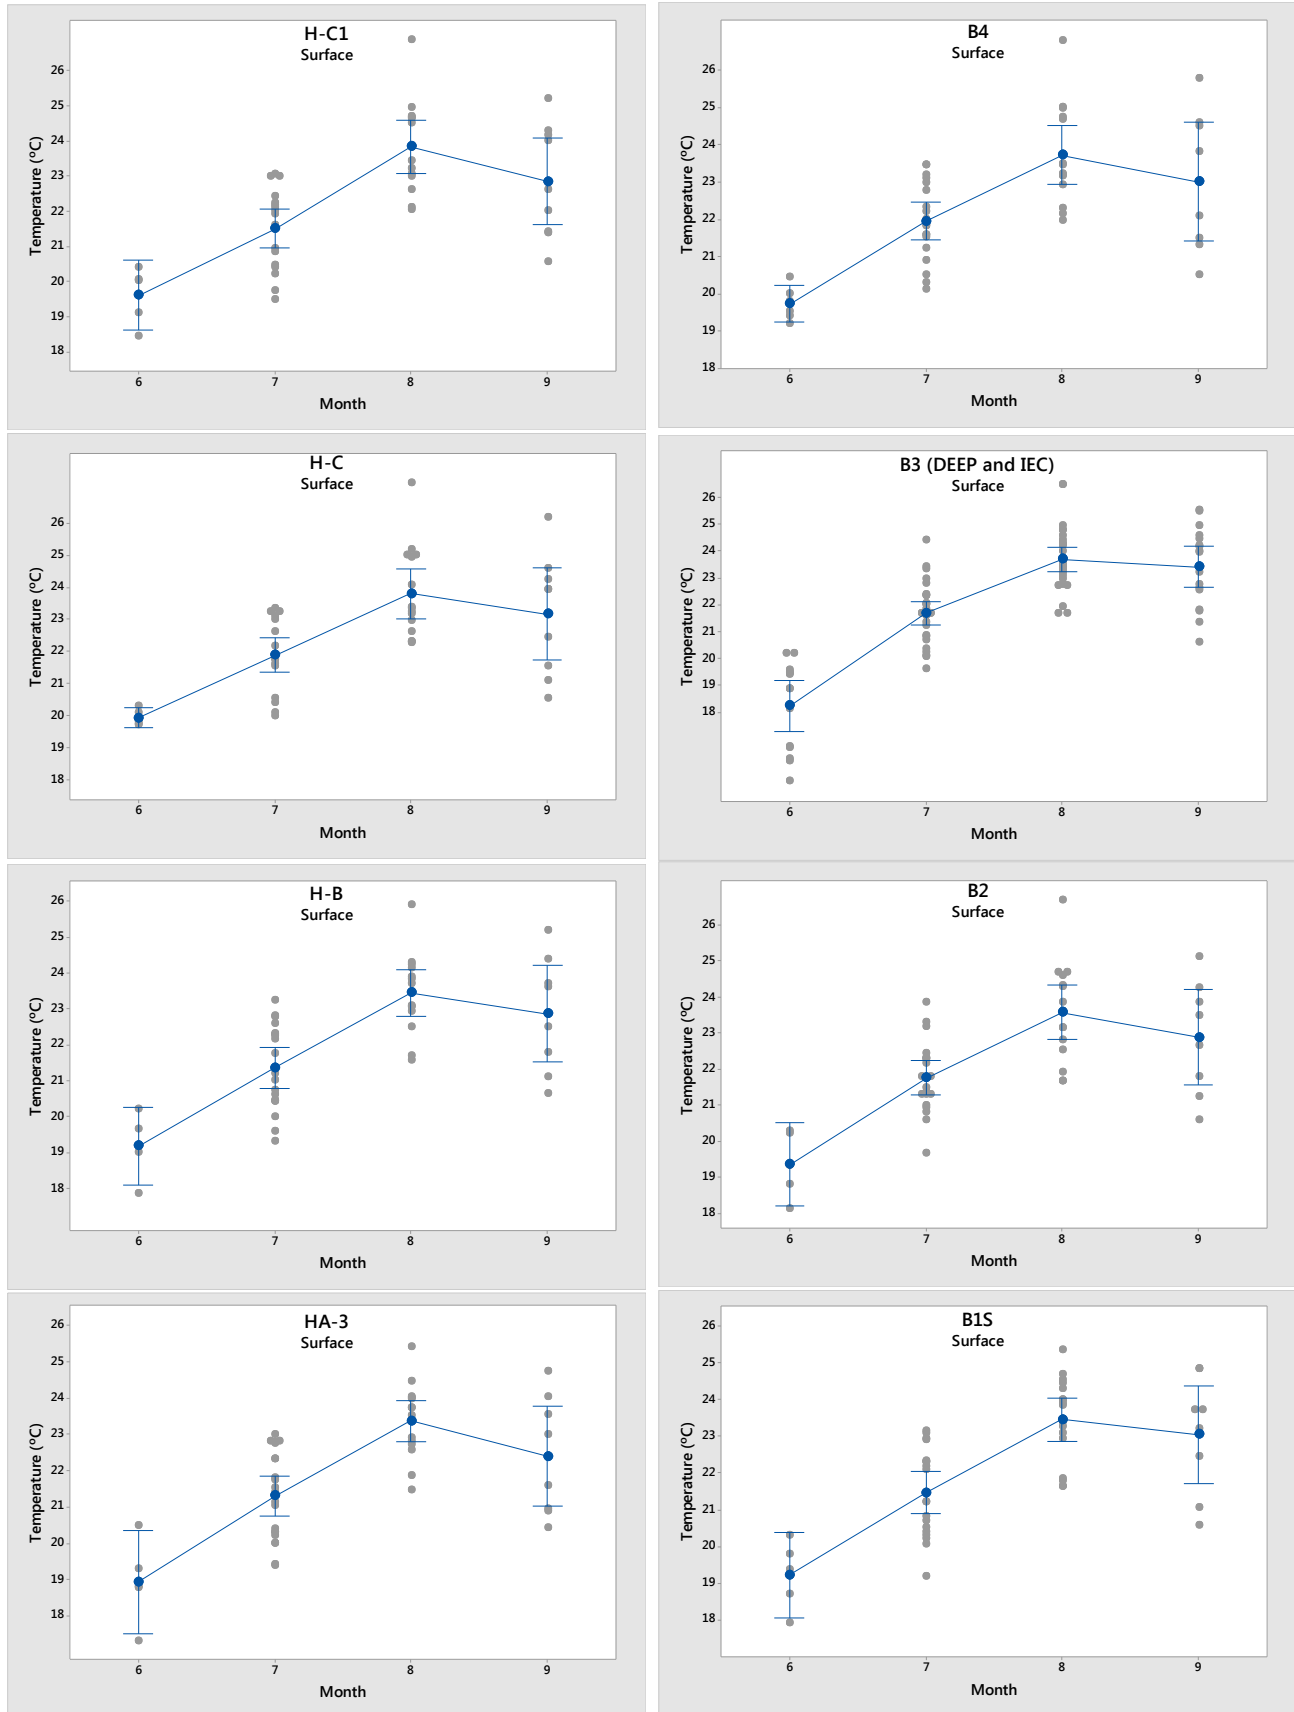 H-C1
Surface
Temperature (°C)
26
25
24
23
22
21
20
19
18
6 7 8 9
Month
B4
Surface
Temperature (°C)
26
25
24
23
22
21
20
19
18
6 7 8 9
Month
H-C
Surface
Temperature (°C)
26
25
24
23
22
21
20
19
18
6 7 8 9
Month
B3 (DEEP and IEC)
Surface
Temperature (°C)
26
25
24
23
22
21
20
19
18
6 7 8 9
Month
H-B
Surface
Temperature (°C)
26
25
24
23
22
21
20
19
18
6 7 8 9
Month
B2
Surface
Temperature (°C)
26
25
24
23
22
21
20
19
18
6 7 8 9
Month
HA-3
Surface
Temperature (°C)
26
25
24
23
22
21
20
19
18
6 7 8 9
Month
B1S
Surface
Temperature (°C)
26
25
24
23
22
21
20
19
18
6 7 8 9
Month